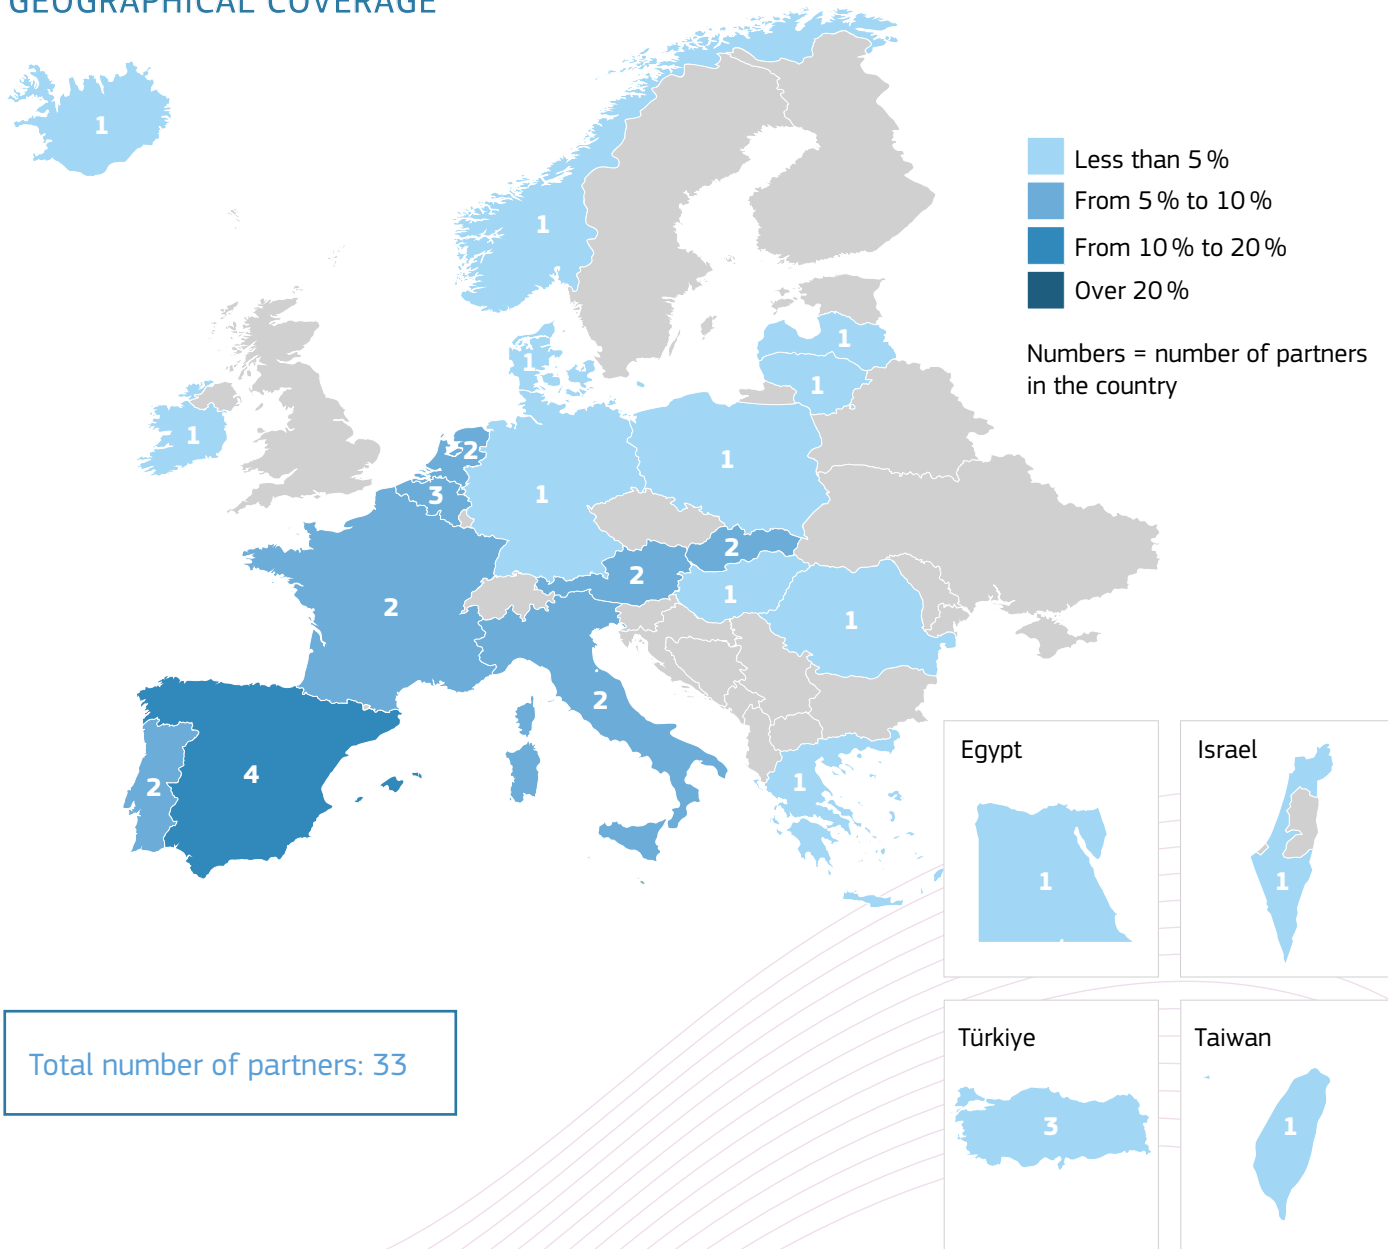 GEOGRAPHICAL COVERAGE
1
1
1
1
1
1
2
3
1
1
2
2
2
1
1
2
2
4
2
1
Less than 5 %
From 5 % to 10 %
From 10 % to 20 %
Over 20 %
Numbers = number of partners
in the country
Egypt
1
Israel
1
Türkiye
3
Taiwan
1
Total number of partners: 33